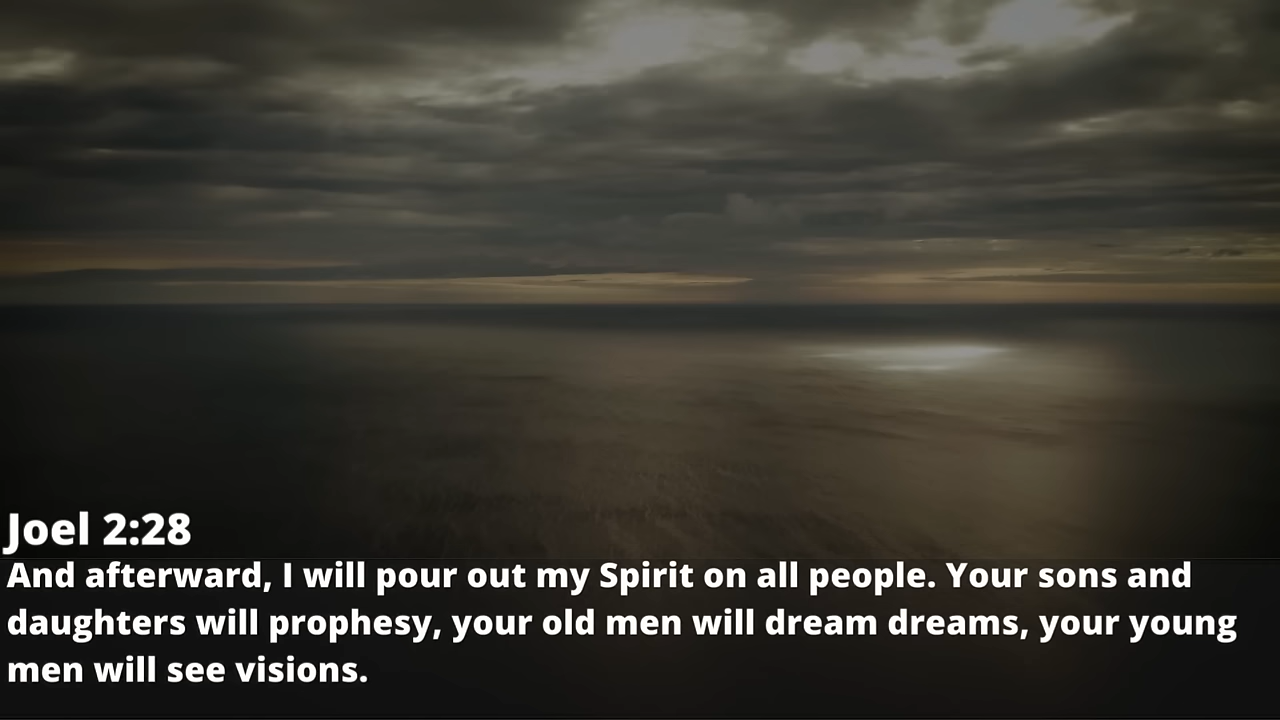 Joel 2:28
And afterward, I will pour out my Spirit on all people. Your sons and
daughters will prophesy, your old men will dream dreams, your young
men will see visions.